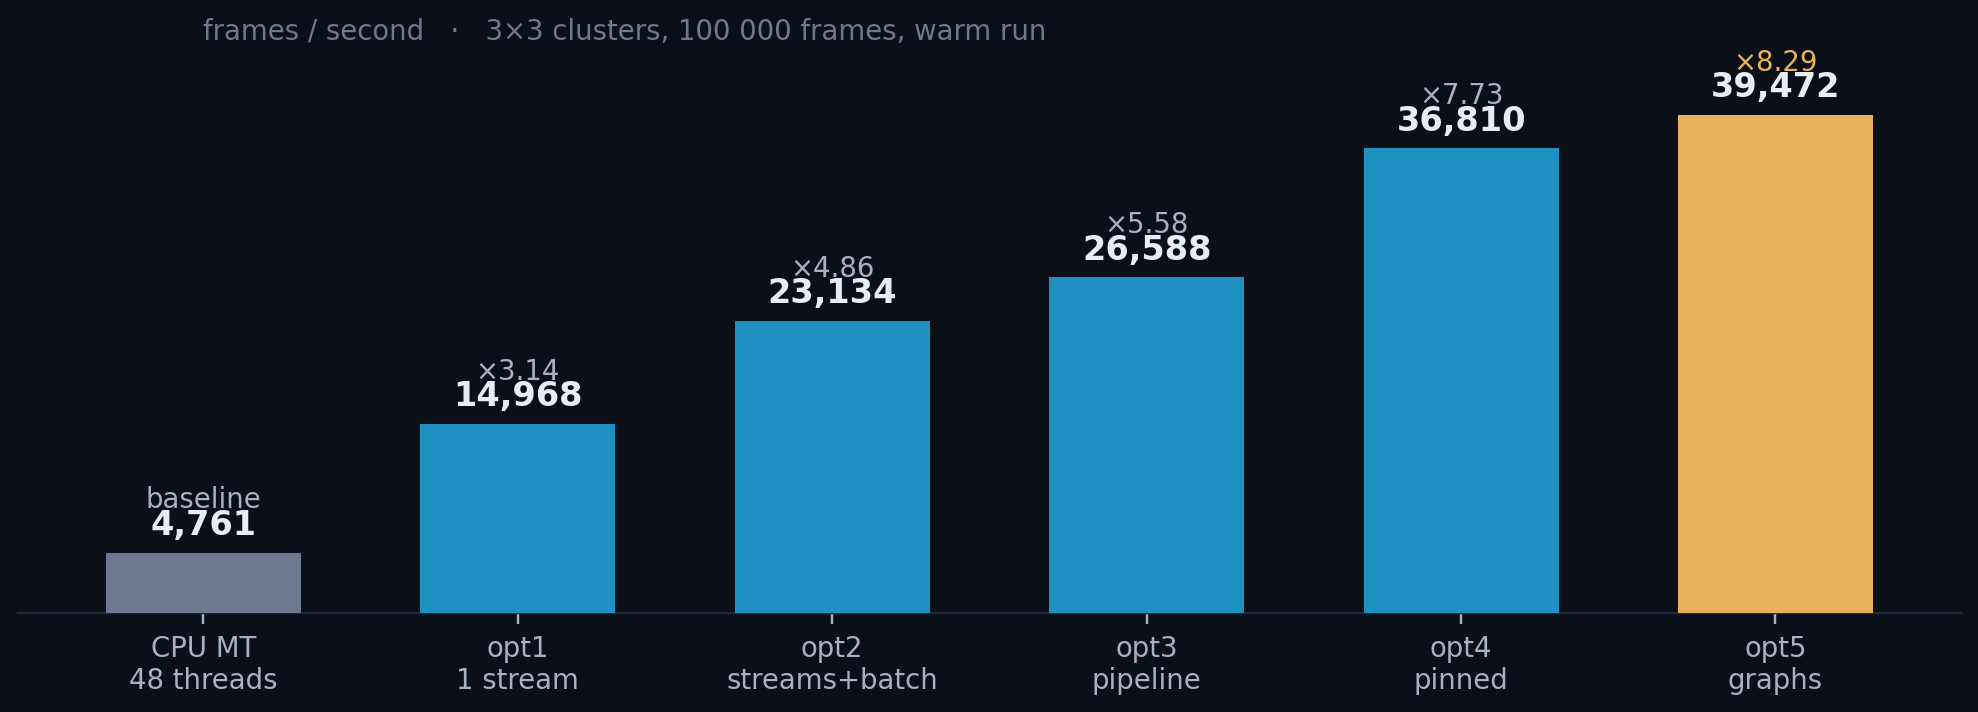 frames / second · 3×3 clusters, 100 000 frames, warm run
baseline
4,761
×3.14
14,968
×4.86
23,134
×5.58
26,588
×7.73
36,810
×8.29
39,472
CPU MT
48 threads
opt1
1 stream
opt2
streams+batch
opt3
pipeline
opt4
pinned
opt5
graphs